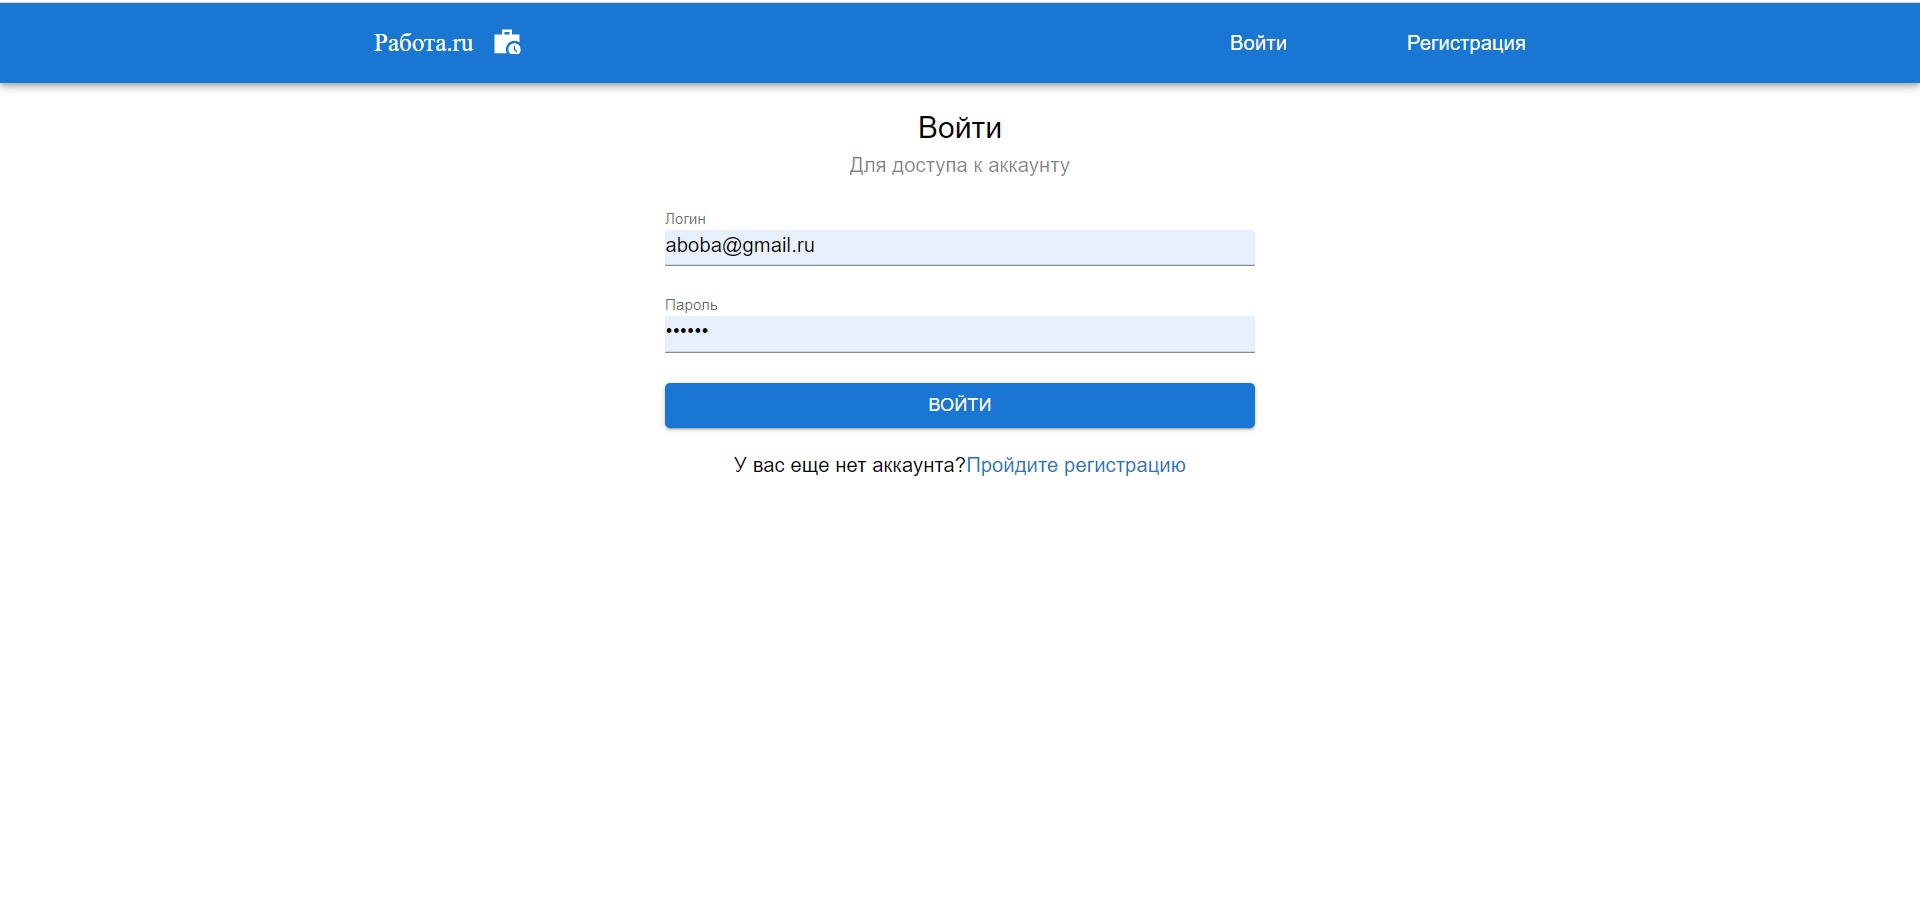 Работа.ru
Войти
Регистрация
Войти
Для доступа к аккаунту
Логин
aboba@gmail.ru
Пароль
••••••
ВОЙТИ
У вас еще нет аккаунта?Пройдите регистрацию